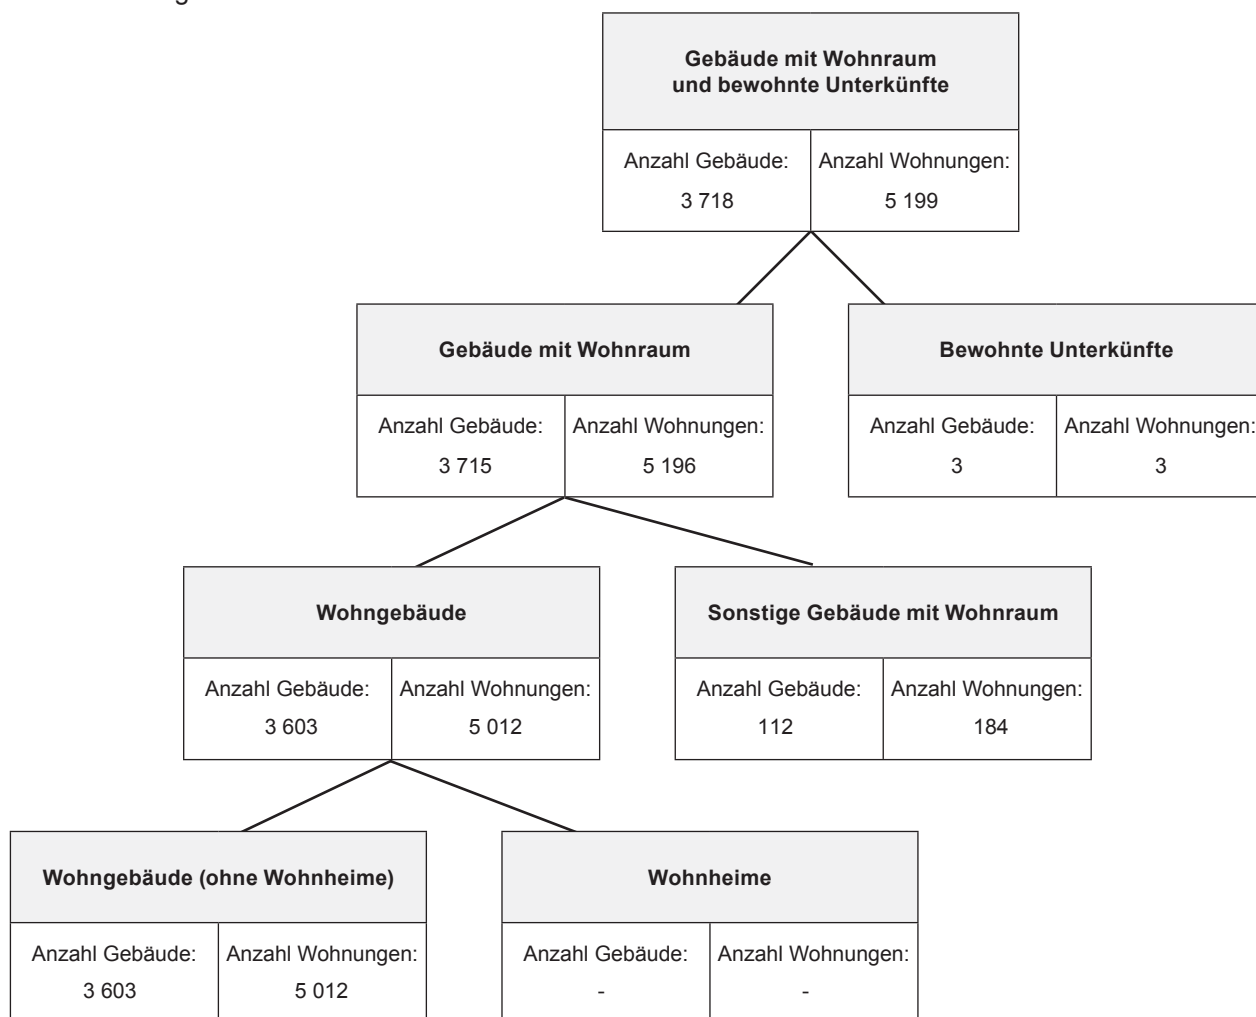 Gebäude mit Wohnraum
und bewohnte Unterkünfte
Anzahl Gebäude: Anzahl Wohnungen:
3 718 5 199
Gebäude mit Wohnraum Bewohnte Unterkünfte
Anzahl Gebäude: Anzahl Wohnungen: Anzahl Gebäude: Anzahl Wohnungen:
3 715 5 196 3 3
Wohngebäude Sonstige Gebäude mit Wohnraum
Anzahl Gebäude: Anzahl Wohnungen: Anzahl Gebäude: Anzahl Wohnungen:
3 603 5 012 112 184
Wohngebäude (ohne Wohnheime) Wohnheime
Anzahl Gebäude: Anzahl Wohnungen: Anzahl Gebäude: Anzahl Wohnungen:
3 603 5 012 - -